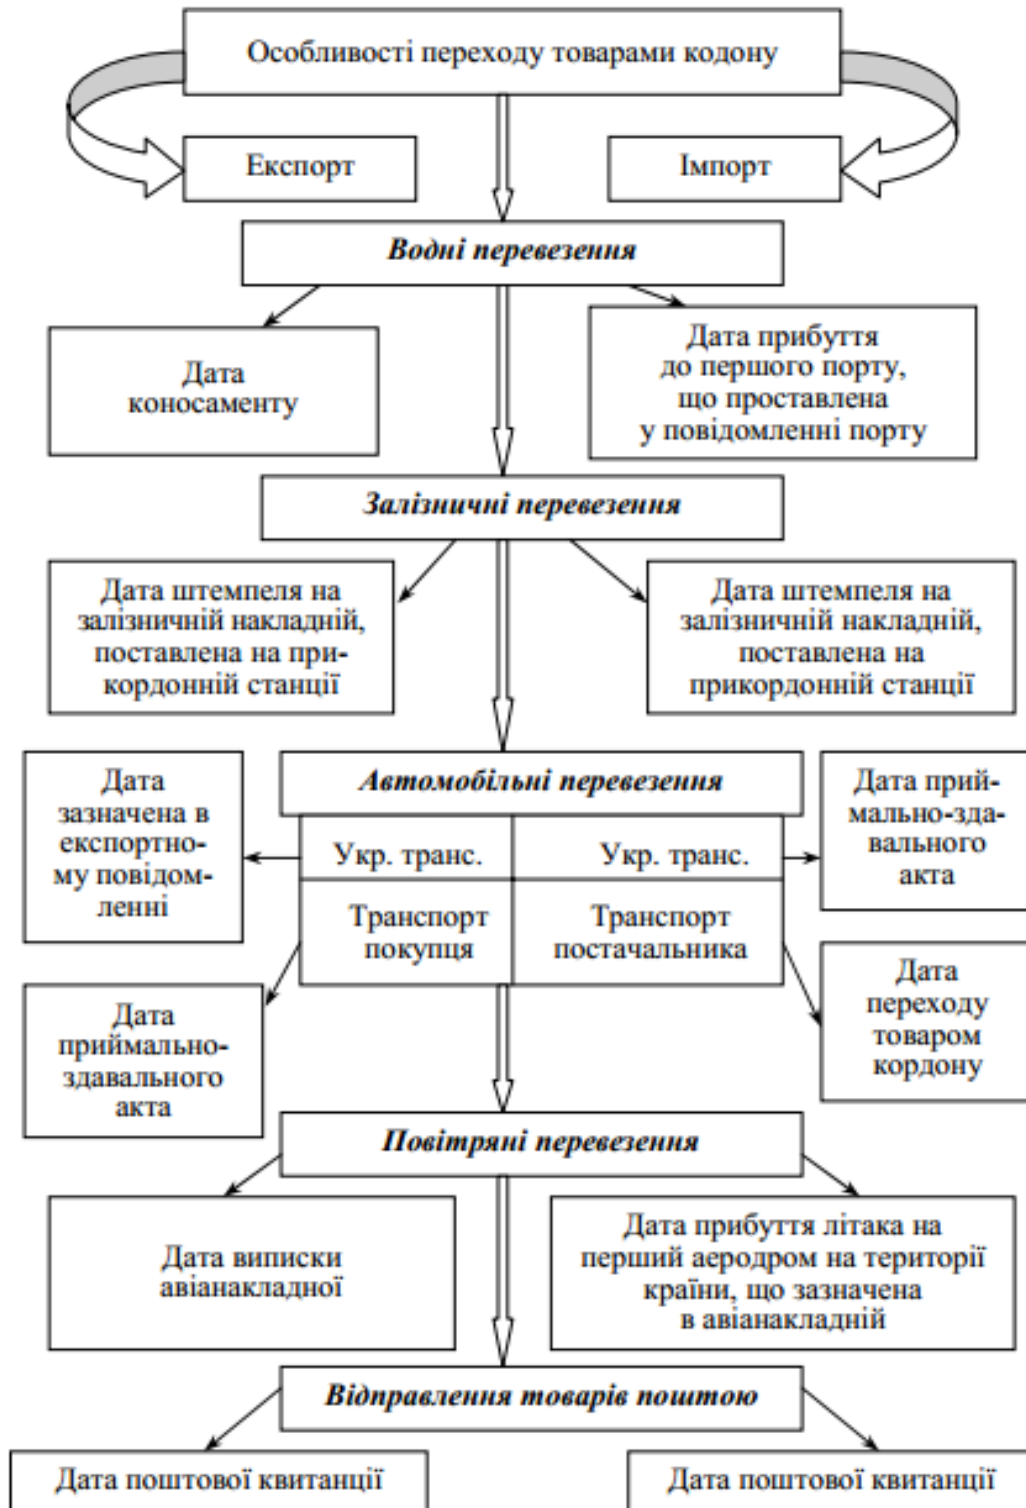 Особливості переходу товарами кодону
Експорт
Імпорт
Водні перевезення
Дата
коносаменту
Дата прибуття
до першого порту,
що проставлена
у повідомленні порту
Залізничні перевезення
Дата штемпеля на
залізничній накладній,
поставлена на при-
кордонній станції
Дата штемпеля на
залізничній накладній,
поставлена на
прикордонній станції
Автомобільні перевезення
Дата
зазначена в
експортно-
му повідом-
ленні
Укр. транс.
Укр. транс.
Дата прий-
мально-зда-
вального
акта
Транспорт
покупця
Транспорт
постачальника
Дата
приймально-
здавального
акта
Дата
переходу
товаром
кордону
Повітряні перевезення
Дата виписки
авіанакладної
Дата прибуття літака на
перший аеродром на території
країни, що зазначена
в авіанакладній
Відправлення товарів поштою
Дата поштової квитанції
Дата поштової квитанції